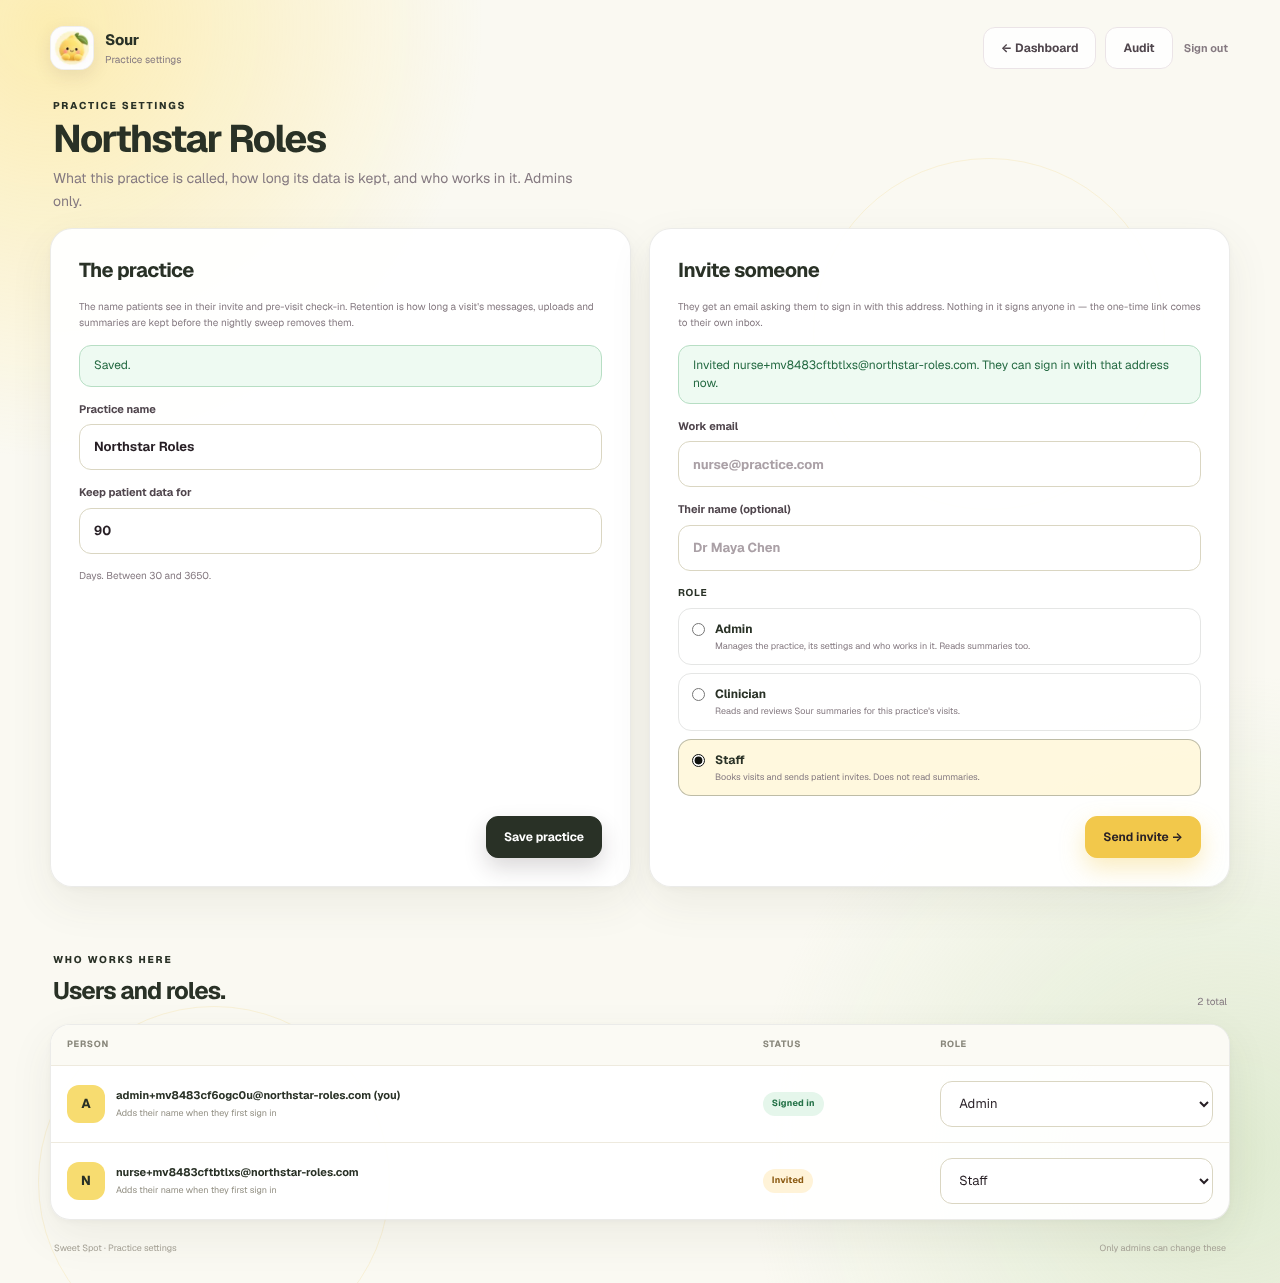 Sour
Practice settings
← Dashboard
Audit
Sign out
PRACTICE SETTINGS
Northstar Roles
What this practice is called, how long its data is kept, and who works in it. Admins
only.
The practice
The name patients see in their invite and pre-visit check-in. Retention is how long a visit's messages, uploads and
summaries are kept before the nightly sweep removes them.
Saved.
Practice name
Northstar Roles
Keep patient data for
90
Days. Between 30 and 3650.
Save practice
Invite someone
They get an email asking them to sign in with this address. Nothing in it signs anyone in — the one-time link comes
to their own inbox.
Invited nurse+mv8483cftbtlxs@northstar-roles.com. They can sign in with that address
now.
Work email
nurse@practice.com
Their name (optional)
Dr Maya Chen
ROLE
Admin
Manages the practice, its settings and who works in it. Reads summaries too.
Clinician
Reads and reviews Sour summaries for this practice's visits.
Staff
Books visits and sends patient invites. Does not read summaries.
Send invite →
WHO WORKS HERE
Users and roles.
2 total
PERSON
STATUS
ROLE
A
admin+mv8483cf6ogc0u@northstar-roles.com (you)
Adds their name when they first sign in
Signed in
Admin
N
nurse+mv8483cftbtlxs@northstar-roles.com
Adds their name when they first sign in
Invited
Staff
Sweet Spot · Practice settings
Only admins can change these